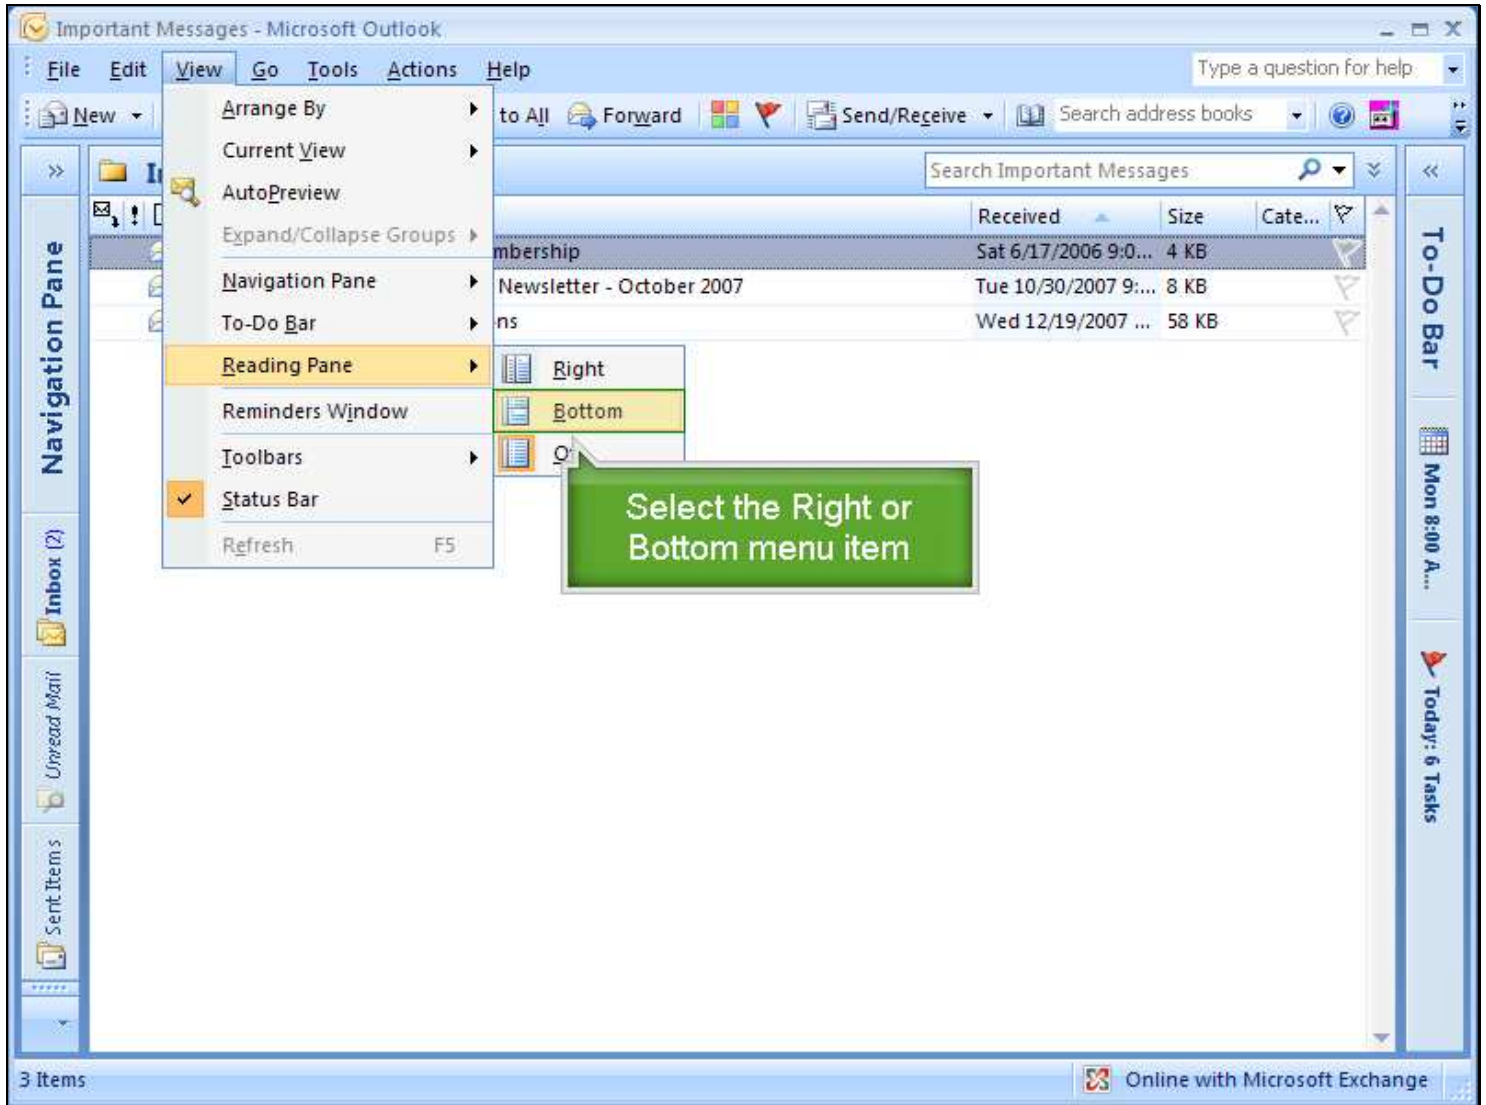 Important Messages - Microsoft Outlook
File Edit View Go Tools Actions Help Type a question for help
New to All Forward Send/Receive Search address books
Search Important Messages
Received Size Cate...
Sat 6/17/2006 9:0... 4 KB
Newsletter - October 2007 Tue 10/30/2007 9:... 8 KB
Wed 12/19/2007 ... 58 KB
Arrange By
Current View
AutoPreview
Expand/Collapse Groups
Navigation Pane
To-Do Bar
Reading Pane
Reminders Window
Toolbars
Status Bar
Refresh F5
Right
Bottom
Select the Right or
Bottom menu item
Navigation Pane
Inbox (2)
Unread Mail
Sent Items
To-Do Bar
Mon 8:00 A...
Today: 6 Tasks
3 Items Online with Microsoft Exchange